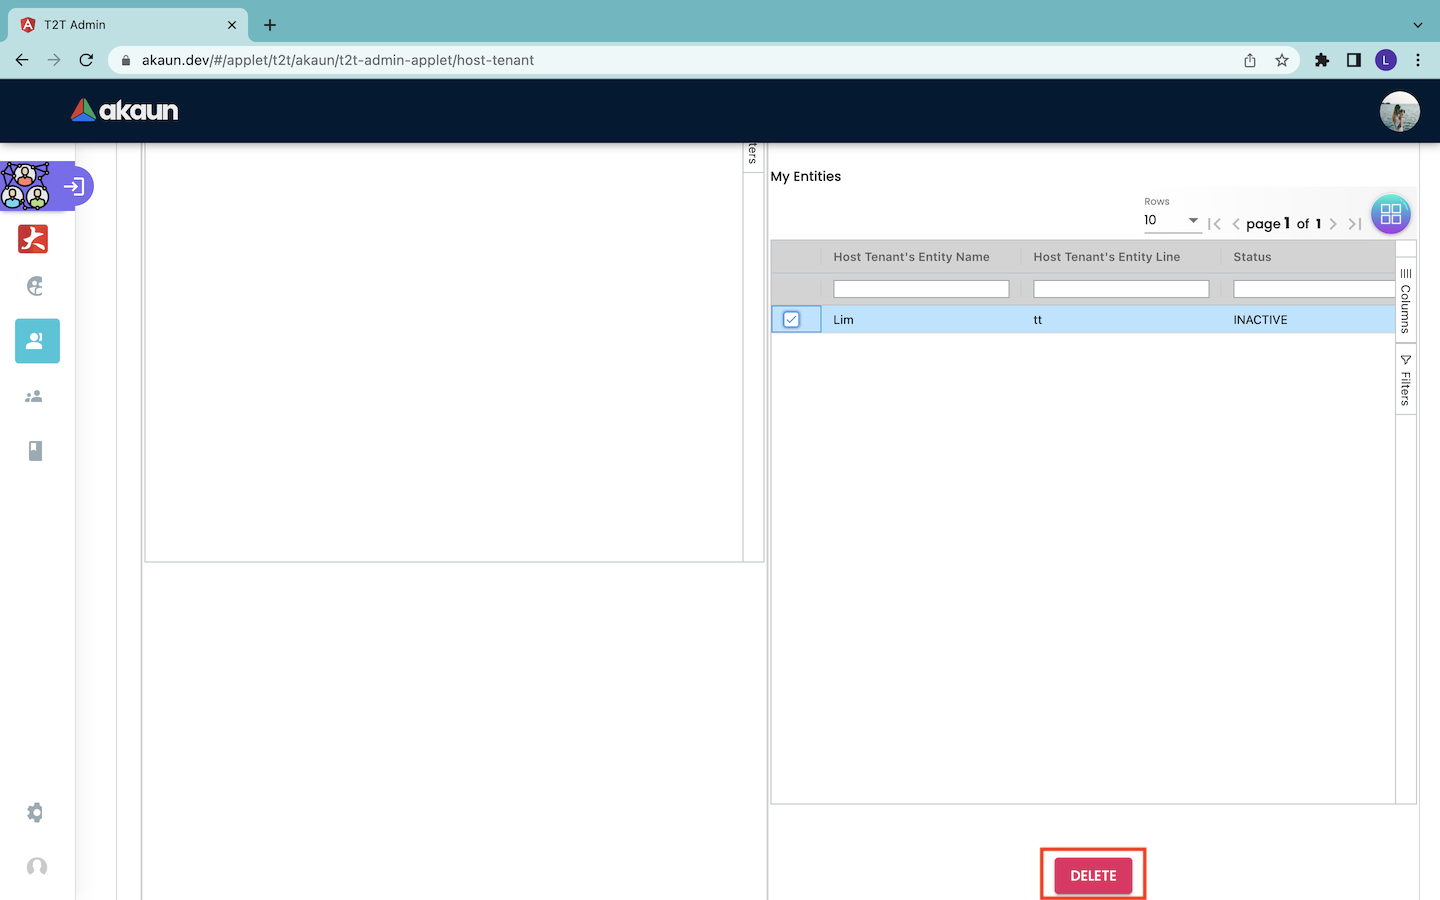 T2T Admin
akaun.dev/#/applet/t2t/akaun/t2t-admin-applet/host-tenant
L
akaun
ters
My Entities
Rows
10
page 1 of 1
Host Tenant's Entity Name
Host Tenant's Entity Line
Status
Columns
Filters
Lim
tt
INACTIVE
DELETE